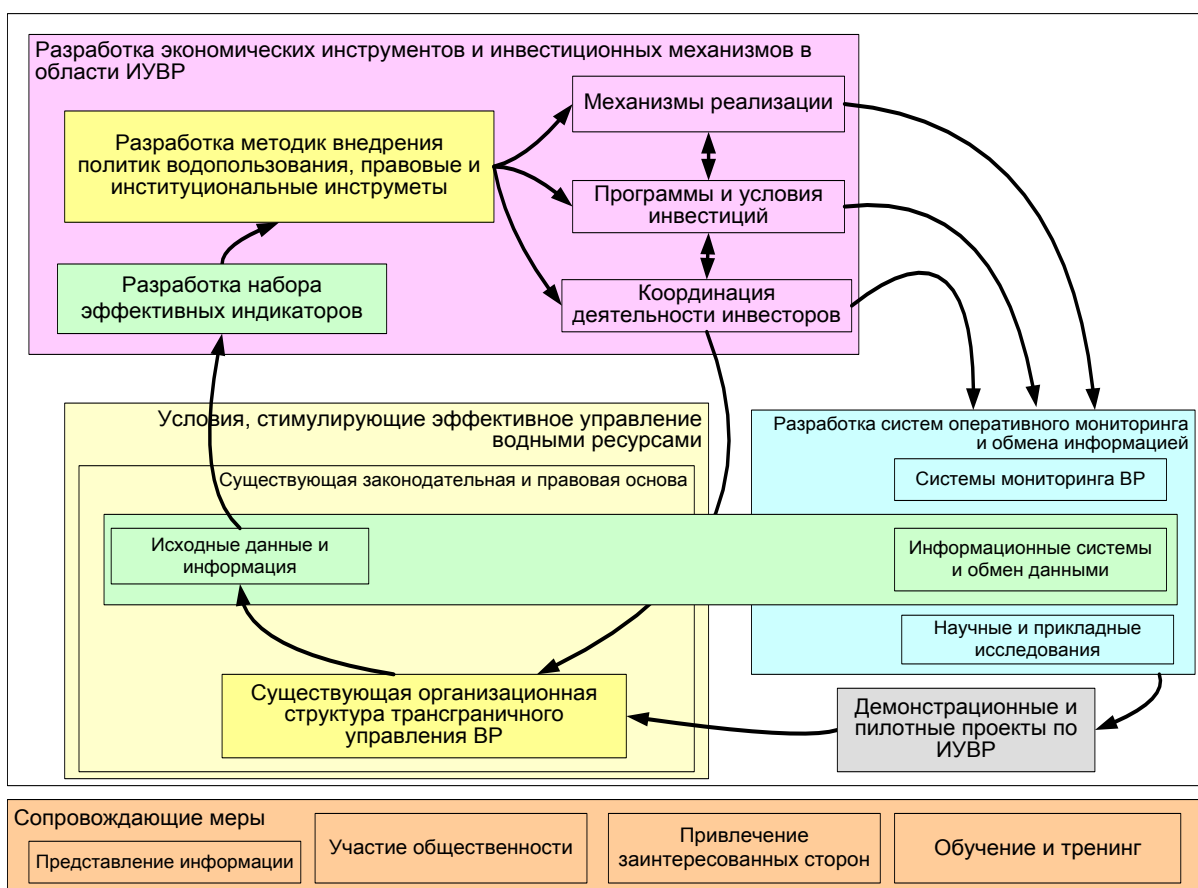 Разработка экономических инструментов и инвестиционных механизмов в
области ИУВР
Механизмы реализации
Разработка методик внедрения
политик водопользования, правовые и
институциональные инструметы
Программы и условия
инвестиций
Разработка набора
эффективных индикаторов
Координация
деятельности инвесторов
Условия, стимулирующие эффективное управление
водными ресурсами
Существующая законодательная и правовая основа
Исходные данные и
информация
Существующая организационная
структура трансграничного
управления ВР
Разработка систем оперативного мониторинга
и обмена информацией
Системы мониторинга ВР
Информационные системы
и обмен данными
Научные и прикладные
исследования
Демонстрационные и
пилотные проекты по
ИУВР
Сопровождающие меры
Представление информации
Участие общественности
Привлечение
заинтересованных сторон
Обучение и тренинг